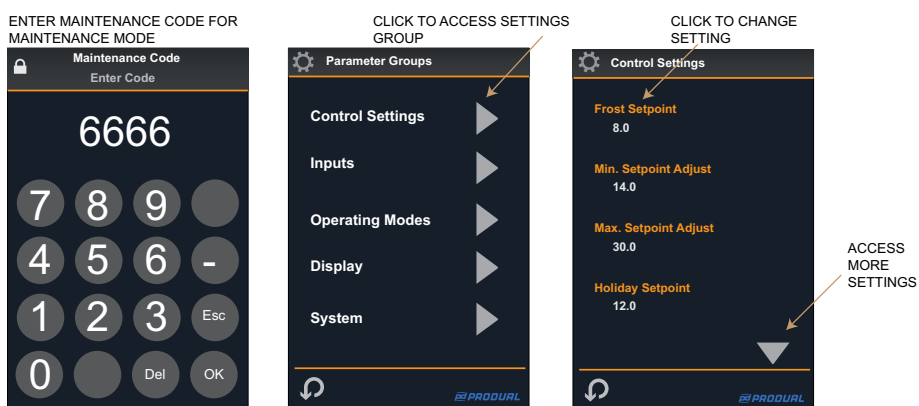 ENTER MAINTENANCE CODE FOR
MAINTENANCE MODE
Maintenance Code
Enter Code
6666
7 8 9
4 5 6 -
1 2 3 Esc
0 Del OK
CLICK TO ACCESS SETTINGS
GROUP
Parameter Groups
Control Settings
Inputs
Operating Modes
Display
System
PRODUAL
CLICK TO CHANGE
SETTING
Control Settings
Frost Setpoint
8.0
Min. Setpoint Adjust
14.0
Max. Setpoint Adjust
30.0
Holiday Setpoint
12.0
PRODUAL
ACCESS
MORE
SETTINGS